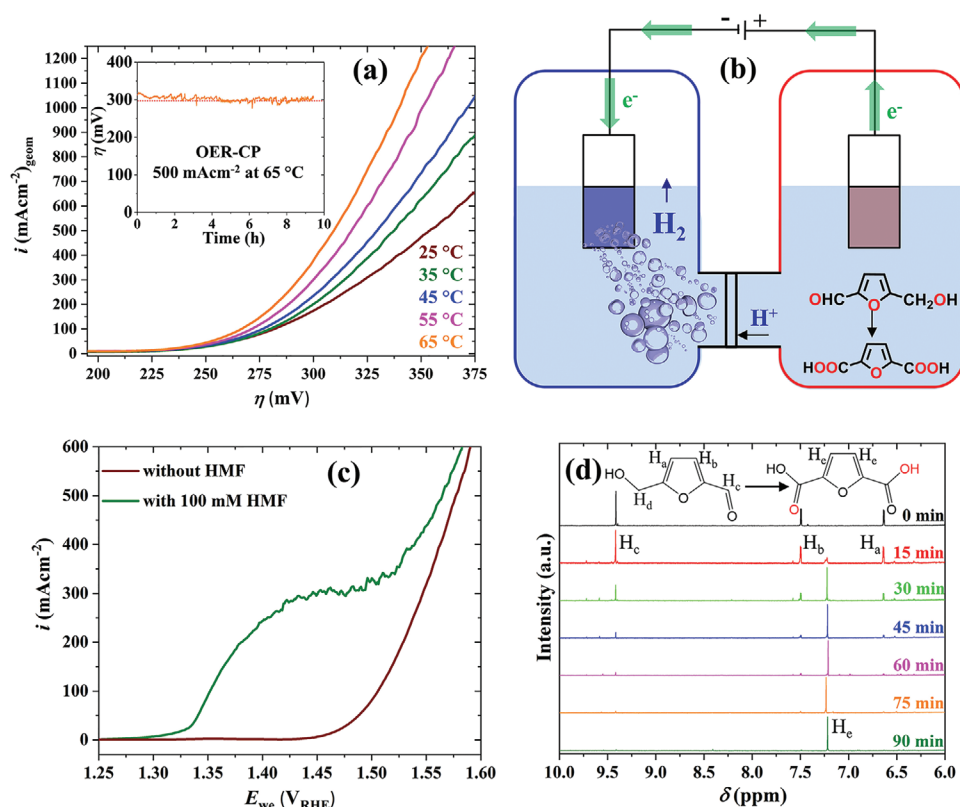 (a)
i (mAcm⁻²)geom
1200
1100
1000
900
800
700
600
500
400
300
200
100
0
200
225
250
275
300
325
350
375
η (mV)
η (mV)
400
300
200
100
0
0
2
4
6
8
10
Time (h)
OER-CP
500 mAcm⁻² at 65 °C
25 °C
35 °C
45 °C
55 °C
65 °C
(b)
- +
e⁻
e⁻
H₂
H⁺
OHC
O
CH₂OH
HOOC
O
COOH
(c)
without HMF
with 100 mM HMF
i (mAcm⁻²)
600
500
400
300
200
100
0
1.25
1.30
1.35
1.40
1.45
1.50
1.55
1.60
Ewe (VRHF)
(d)
Intensity (a.u.)
HO
Ha
Hb
Hc
Hd
O
O
HO
He
He
OH
O
O
O
0 min
Hc
Hb
Ha
15 min
30 min
45 min
60 min
75 min
He
90 min
10.0
9.5
9.0
8.5
8.0
7.5
7.0
6.5
6.0
δ (ppm)